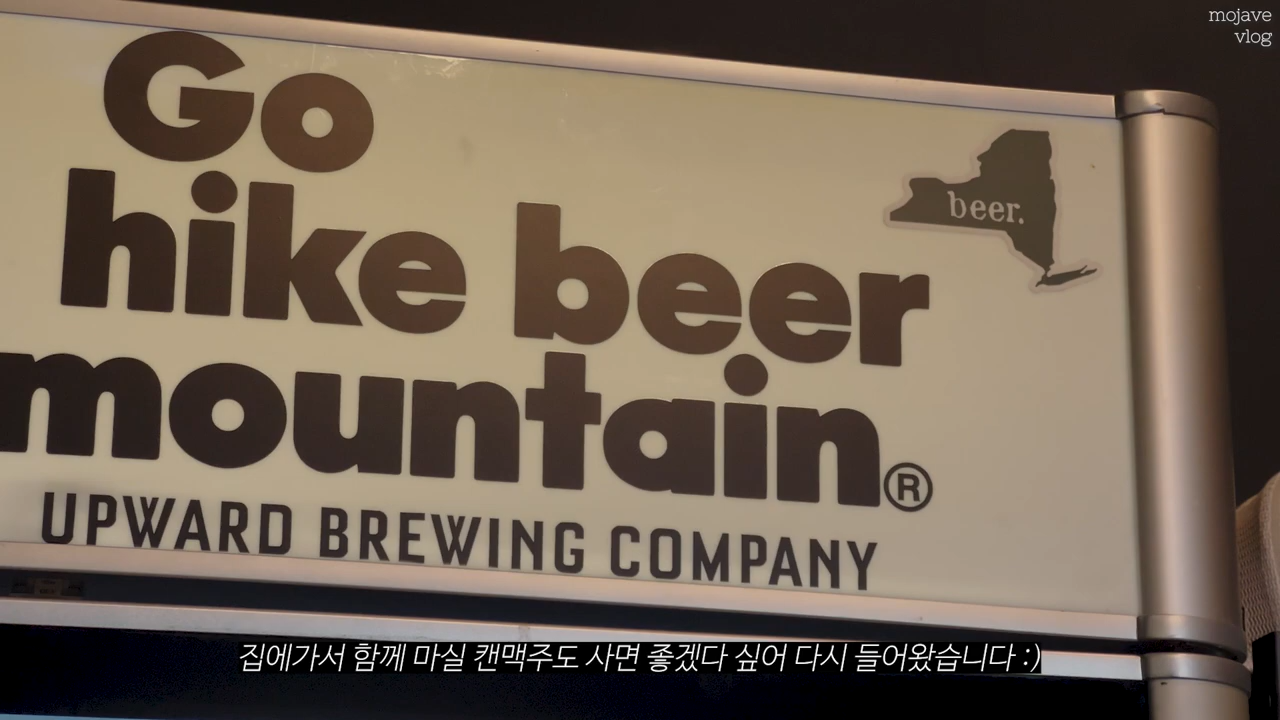 mojave
vlog
Go
hike beer
mountain®
beer.
UPWARD BREWING COMPANY
집에가서 함께 마실 캔맥주도 사면 좋겠다 싶어 다시 들어왔습니다 :)